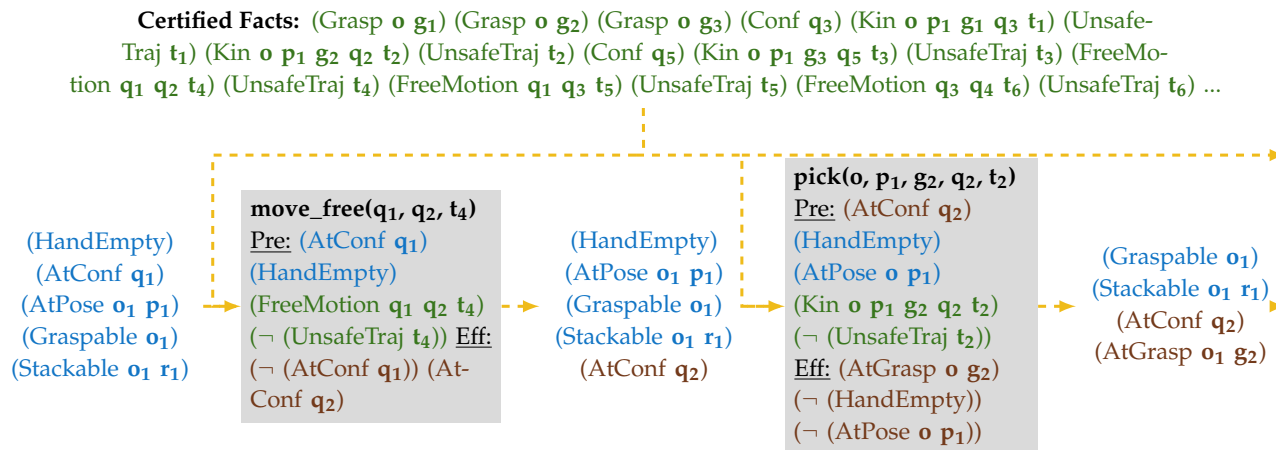 Certified Facts: (Grasp o g₁) (Grasp o g₂) (Grasp o g₃) (Conf q₃) (Kin o p₁ g₁ q₃ t₁) (Unsafe-
Traj t₁) (Kin o p₁ g₂ q₂ t₂) (UnsafeTraj t₂) (Conf q₅) (Kin o p₁ g₃ q₅ t₃) (UnsafeTraj t₃) (FreeMo-
tion q₁ q₂ t₄) (UnsafeTraj t₄) (FreeMotion q₁ q₃ t₅) (UnsafeTraj t₅) (FreeMotion q₃ q₄ t₆) (UnsafeTraj t₆) ...
(HandEmpty)
(AtConf q₁)
(AtPose o₁ p₁)
(Graspable o₁)
(Stackable o₁ r₁)
move_free(q₁, q₂, t₄)
Pre: (AtConf q₁)
(HandEmpty)
(FreeMotion q₁ q₂ t₄)
(¬ (UnsafeTraj t₄)) Eff:
(¬ (AtConf q₁)) (At-
Conf q₂)
(HandEmpty)
(AtPose o₁ p₁)
(Graspable o₁)
(Stackable o₁ r₁)
(AtConf q₂)
pick(o, p₁, g₂, q₂, t₂)
Pre: (AtConf q₂)
(HandEmpty)
(AtPose o p₁)
(Kin o p₁ g₂ q₂ t₂)
(¬ (UnsafeTraj t₂))
Eff: (AtGrasp o g₂)
(¬ (HandEmpty))
(¬ (AtPose o p₁))
(Graspable o₁)
(Stackable o₁ r₁)
(AtConf q₂)
(AtGrasp o₁ g₂)